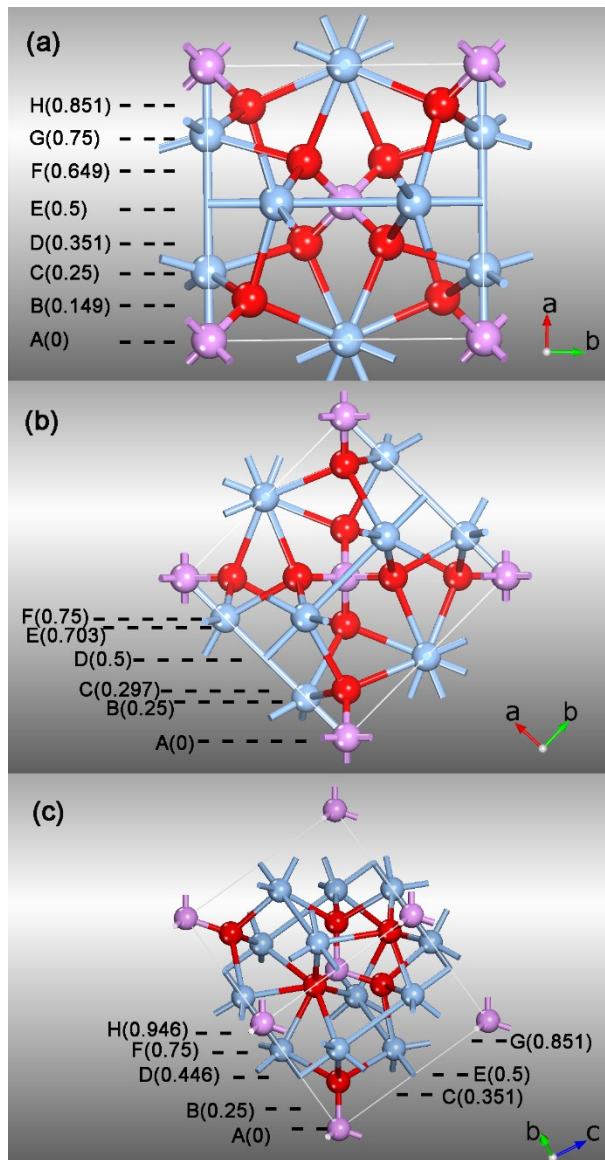 (a)
H(0.851)
G(0.75)
F(0.649)
E(0.5)
D(0.351)
C(0.25)
B(0.149)
A(0)
a
b
(b)
F(0.75)
E(0.703)
D(0.5)
C(0.297)
B(0.25)
A(0)
a
b
(c)
H(0.946)
G(0.851)
F(0.75)
D(0.446)
E(0.5)
C(0.351)
B(0.25)
A(0)
b
c